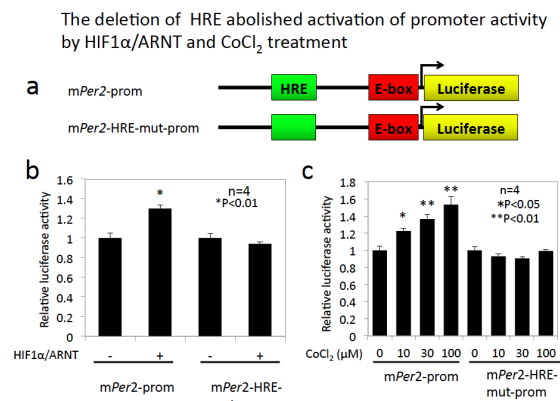 The deletion of HRE abolished activation of promoter activity
by HIF1α/ARNT and CoCl2 treatment
a
mPer2-prom
HRE
E-box
Luciferase
mPer2-HRE-mut-prom
E-box
Luciferase
b
Relative luciferase activity
1.6
1.4
1.2
1
0.8
0.6
0.4
0.2
0
*
n=4
*P<0.01
HIF1α/ARNT - + - +
mPer2-prom mPer2-HRE-
c
Relative luciferase activity
1.8
1.6
1.4
1.2
1
0.8
0.6
0.4
0.2
0
* ** **
n=4
*P<0.05
**P<0.01
CoCl2 (μM) 0 10 30 100 0 10 30 100
mPer2-prom mPer2-HRE-
mut-prom